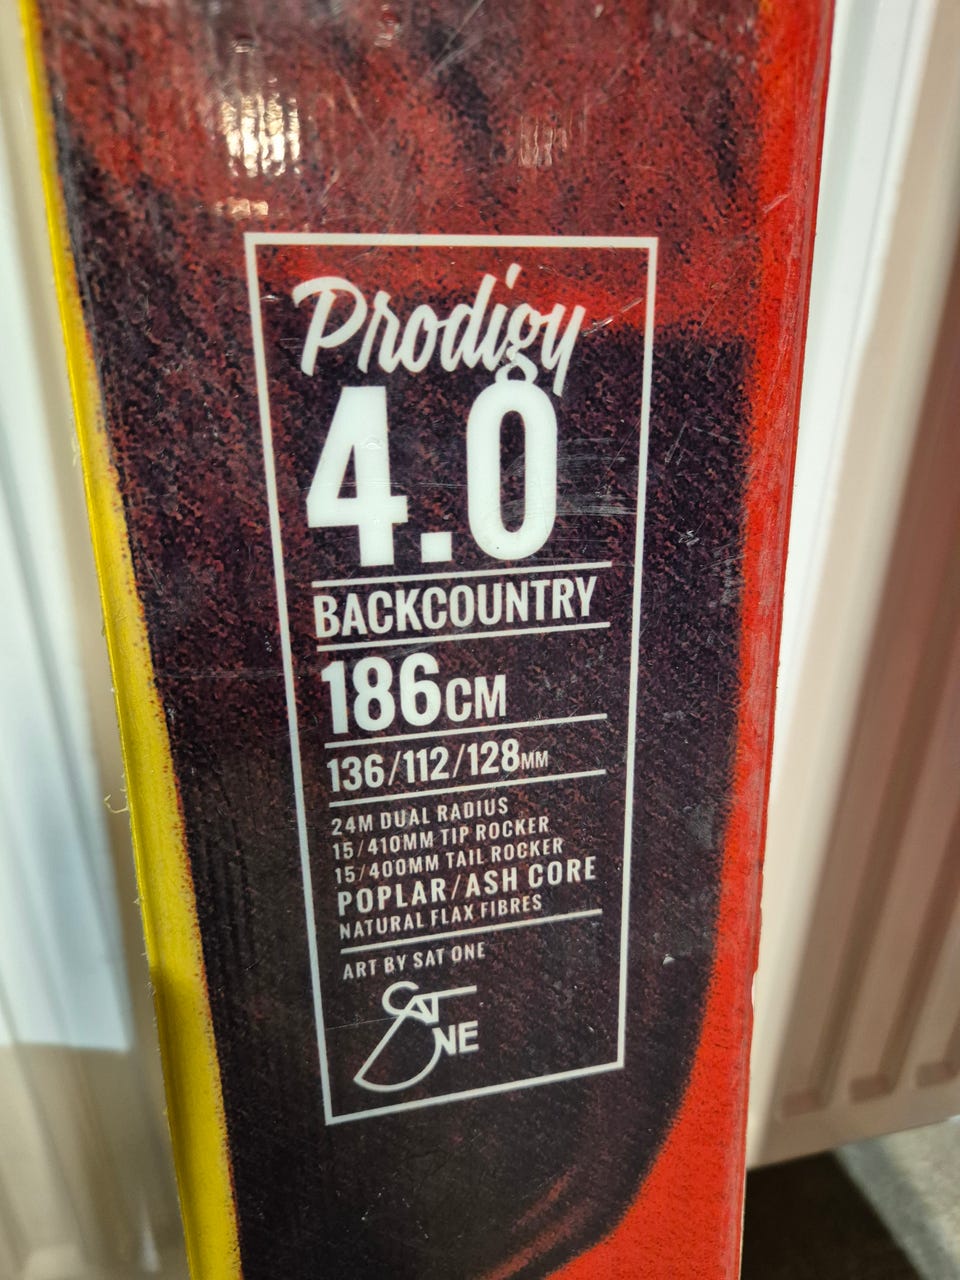 Prodigy
4.0
BACKCOUNTRY
186CM
136/112/128MM
24M DUAL RADIUS
15/410MM TIP ROCKER
15/400MM TAIL ROCKER
POPLAR/ASH CORE
NATURAL FLAX FIBRES
ART BY SAT ONE
SAT
ONE